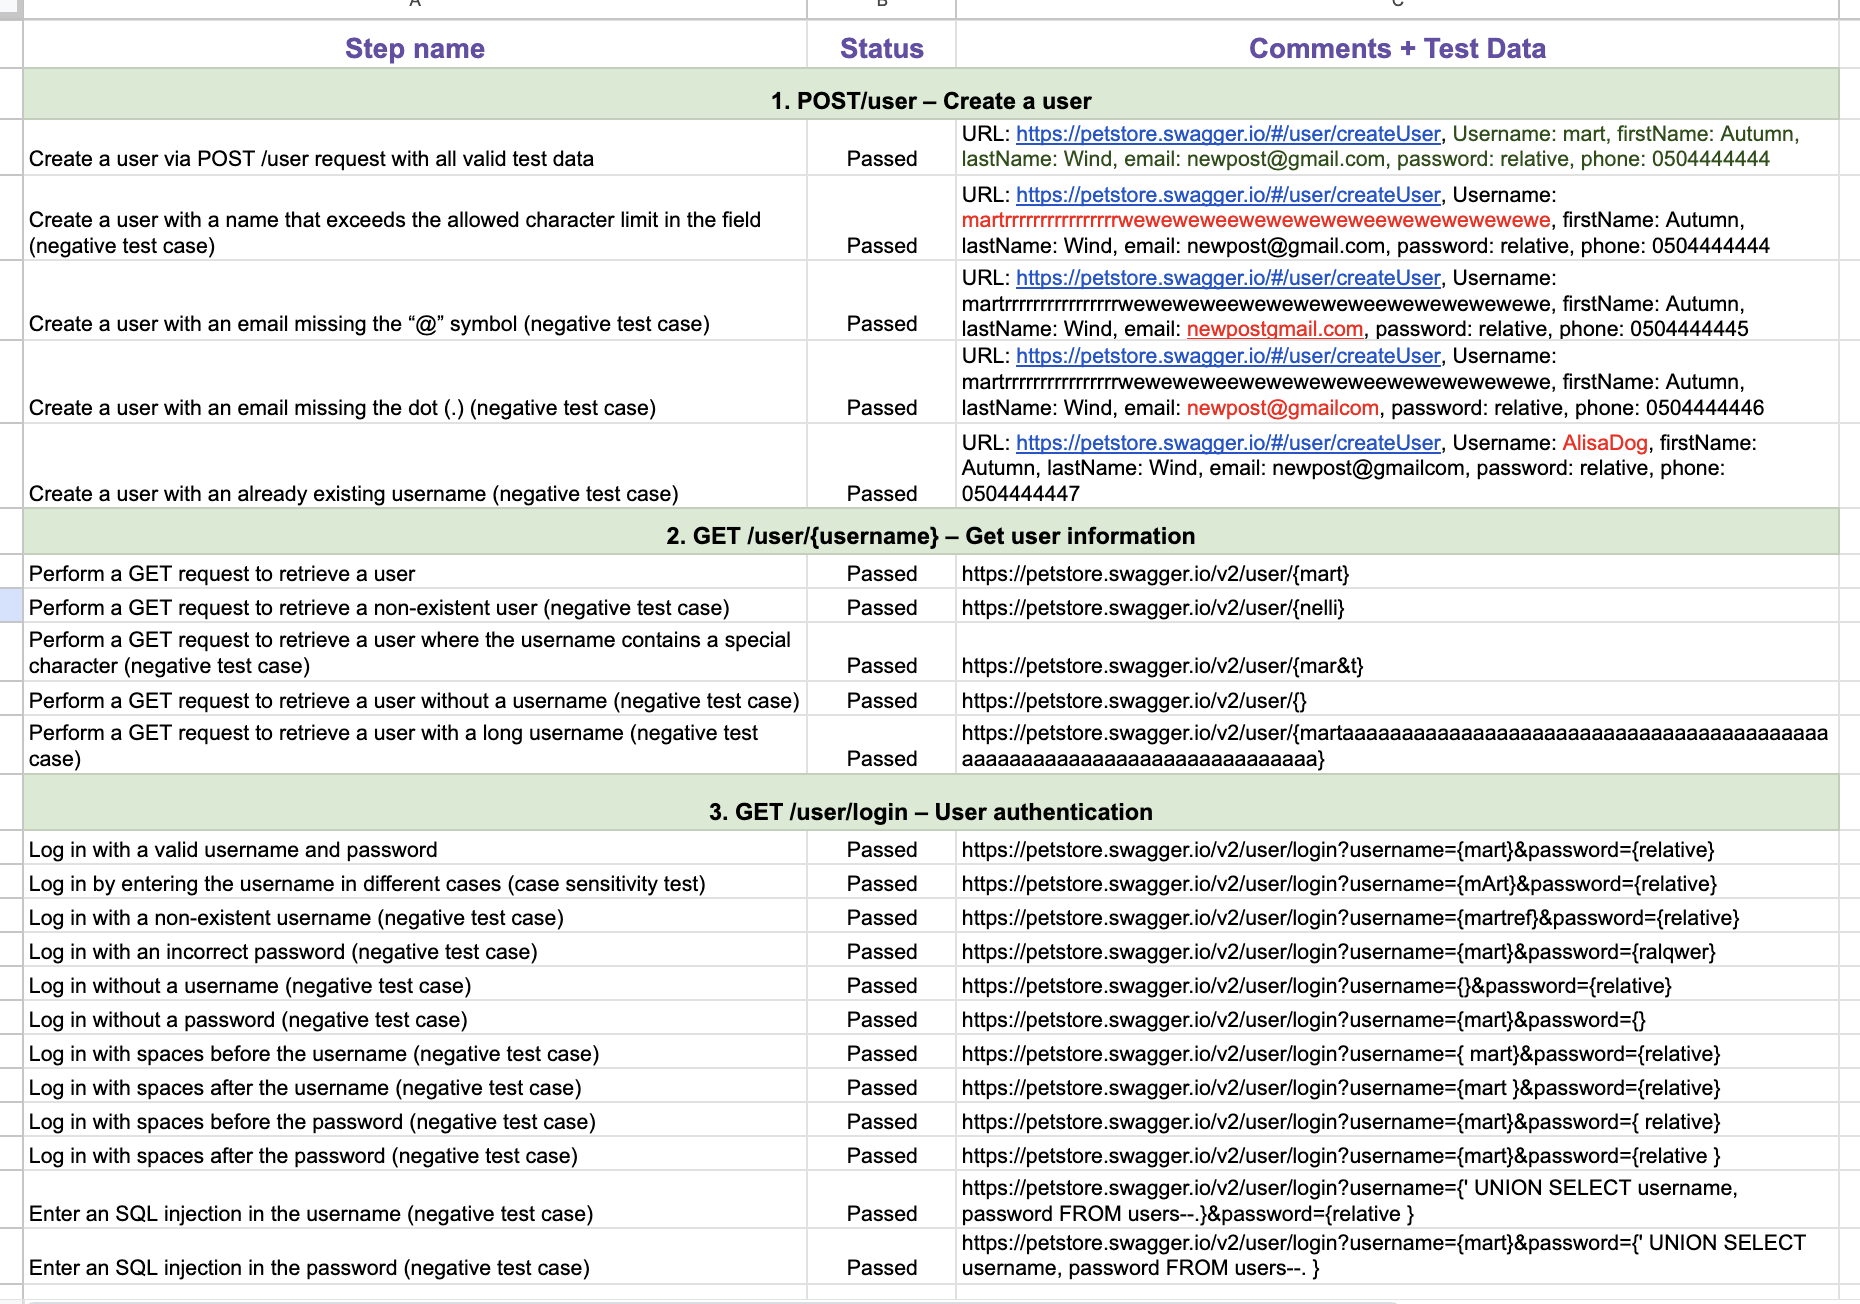 A B C
Step name Status Comments + Test Data
1. POST/user – Create a user
Create a user via POST /user request with all valid test data
Passed
URL: https://petstore.swagger.io/#/user/createUser, Username: mart, firstName: Autumn,
lastName: Wind, email: newpost@gmail.com, password: relative, phone: 0504444444
Create a user with a name that exceeds the allowed character limit in the field
(negative test case)
Passed
URL: https://petstore.swagger.io/#/user/createUser, Username:
martrrrrrrrrrrrrrrrrweweweweeweweweweweewewewewewewe, firstName: Autumn,
lastName: Wind, email: newpost@gmail.com, password: relative, phone: 0504444444
Create a user with an email missing the “@” symbol (negative test case)
Passed
URL: https://petstore.swagger.io/#/user/createUser, Username:
martrrrrrrrrrrrrrrrrweweweweeweweweweweewewewewewewe, firstName: Autumn,
lastName: Wind, email: newpostgmail.com, password: relative, phone: 0504444445
Create a user with an email missing the dot (.) (negative test case)
Passed
URL: https://petstore.swagger.io/#/user/createUser, Username:
martrrrrrrrrrrrrrrrrweweweweeweweweweweewewewewewewe, firstName: Autumn,
lastName: Wind, email: newpost@gmailcom, password: relative, phone: 0504444446
Create a user with an already existing username (negative test case)
Passed
URL: https://petstore.swagger.io/#/user/createUser, Username: AlisaDog, firstName:
Autumn, lastName: Wind, email: newpost@gmailcom, password: relative, phone:
0504444447
2. GET /user/{username} – Get user information
Perform a GET request to retrieve a user
Passed
https://petstore.swagger.io/v2/user/{mart}
Perform a GET request to retrieve a non-existent user (negative test case)
Passed
https://petstore.swagger.io/v2/user/{nelli}
Perform a GET request to retrieve a user where the username contains a special
character (negative test case)
Passed
https://petstore.swagger.io/v2/user/{mar&t}
Perform a GET request to retrieve a user without a username (negative test case)
Passed
https://petstore.swagger.io/v2/user/{}
Perform a GET request to retrieve a user with a long username (negative test
case)
Passed
https://petstore.swagger.io/v2/user/{martaaaaaaaaaaaaaaaaaaaaaaaaaaaaaaaaaaaaaaaaa
aaaaaaaaaaaaaaaaaaaaaaaaaaaaaa}
3. GET /user/login – User authentication
Log in with a valid username and password
Passed
https://petstore.swagger.io/v2/user/login?username={mart}&password={relative}
Log in by entering the username in different cases (case sensitivity test)
Passed
https://petstore.swagger.io/v2/user/login?username={mArt}&password={relative}
Log in with a non-existent username (negative test case)
Passed
https://petstore.swagger.io/v2/user/login?username={martref}&password={relative}
Log in with an incorrect password (negative test case)
Passed
https://petstore.swagger.io/v2/user/login?username={mart}&password={ralqwer}
Log in without a username (negative test case)
Passed
https://petstore.swagger.io/v2/user/login?username={}&password={relative}
Log in without a password (negative test case)
Passed
https://petstore.swagger.io/v2/user/login?username={mart}&password={}
Log in with spaces before the username (negative test case)
Passed
https://petstore.swagger.io/v2/user/login?username={ mart}&password={relative}
Log in with spaces after the username (negative test case)
Passed
https://petstore.swagger.io/v2/user/login?username={mart }&password={relative}
Log in with spaces before the password (negative test case)
Passed
https://petstore.swagger.io/v2/user/login?username={mart}&password={ relative}
Log in with spaces after the password (negative test case)
Passed
https://petstore.swagger.io/v2/user/login?username={mart}&password={relative }
Enter an SQL injection in the username (negative test case)
Passed
https://petstore.swagger.io/v2/user/login?username={' UNION SELECT username,
password FROM users--.}&password={relative }
Enter an SQL injection in the password (negative test case)
Passed
https://petstore.swagger.io/v2/user/login?username={mart}&password={' UNION SELECT
username, password FROM users--. }